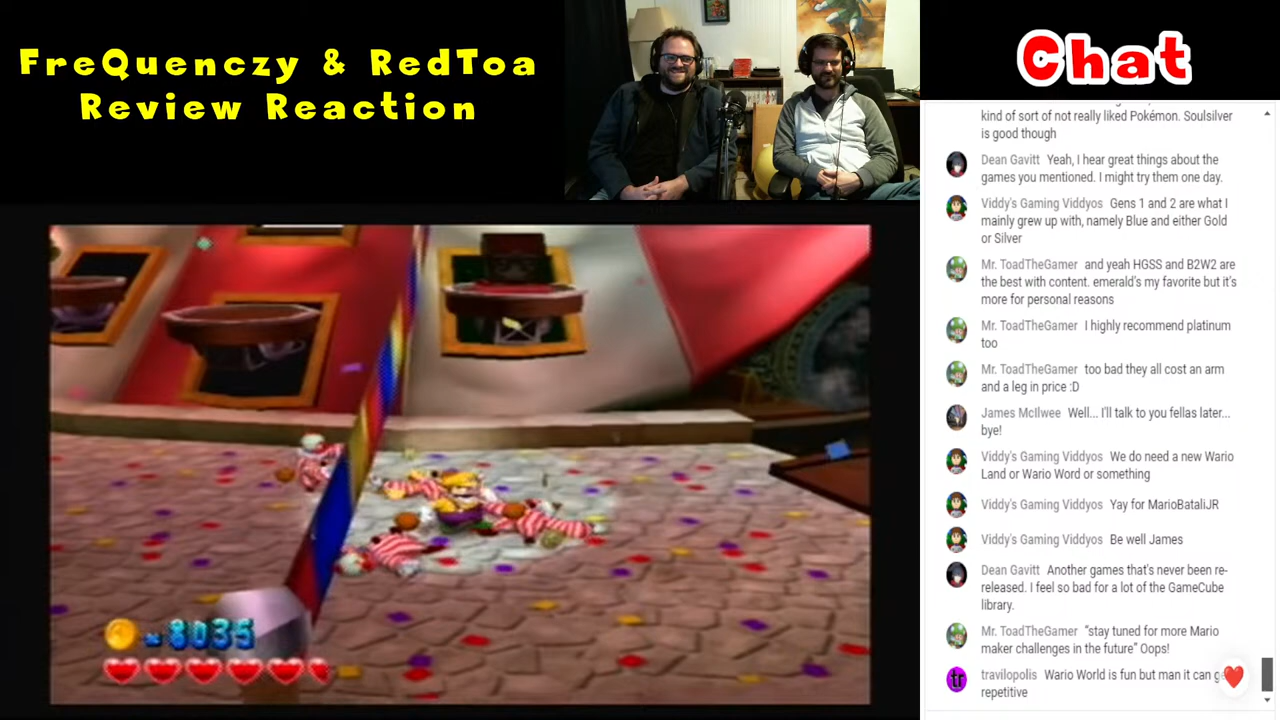 FreQuenczy & RedToa
Review Reaction
Chat
kind of sort of not really liked Pokémon. Soulsilver
is good though
Dean Gavitt Yeah, I hear great things about the
games you mentioned. I might try them one day.
Viddy's Gaming Viddyos Gens 1 and 2 are what I
mainly grew up with, namely Blue and either Gold
or Silver
Mr. ToadTheGamer and yeah HGSS and B2W2 are
the best with content. emerald's my favorite but it's
more for personal reasons
Mr. ToadTheGamer I highly recommend platinum
too
Mr. ToadTheGamer too bad they all cost an arm
and a leg in price :D
James McIlwee Well... I'll talk to you fellas later...
bye!
Viddy's Gaming Viddyos We do need a new Wario
Land or Wario Word or something
Viddy's Gaming Viddyos Yay for MarioBataliJR
Viddy's Gaming Viddyos Be well James
Dean Gavitt Another games that's never been re-
released. I feel so bad for a lot of the GameCube
library.
Mr. ToadTheGamer “stay tuned for more Mario
maker challenges in the future” Oops!
tr travilopolis Wario World is fun but man it can
repetitive
8035